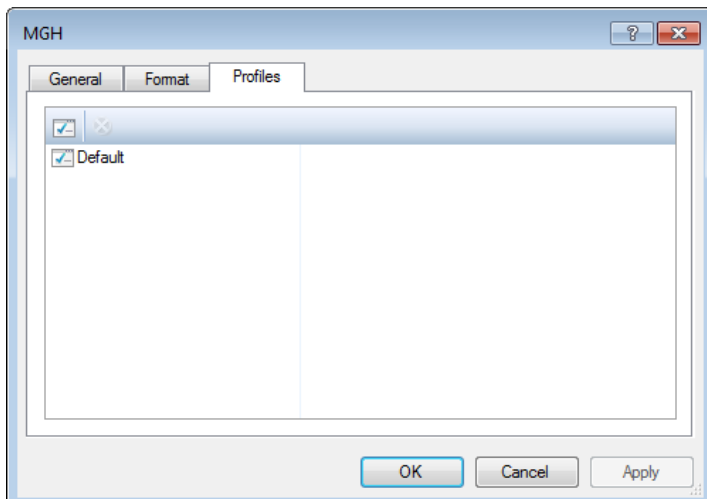 MGH
General
Format
Profiles
Default
OK
Cancel
Apply